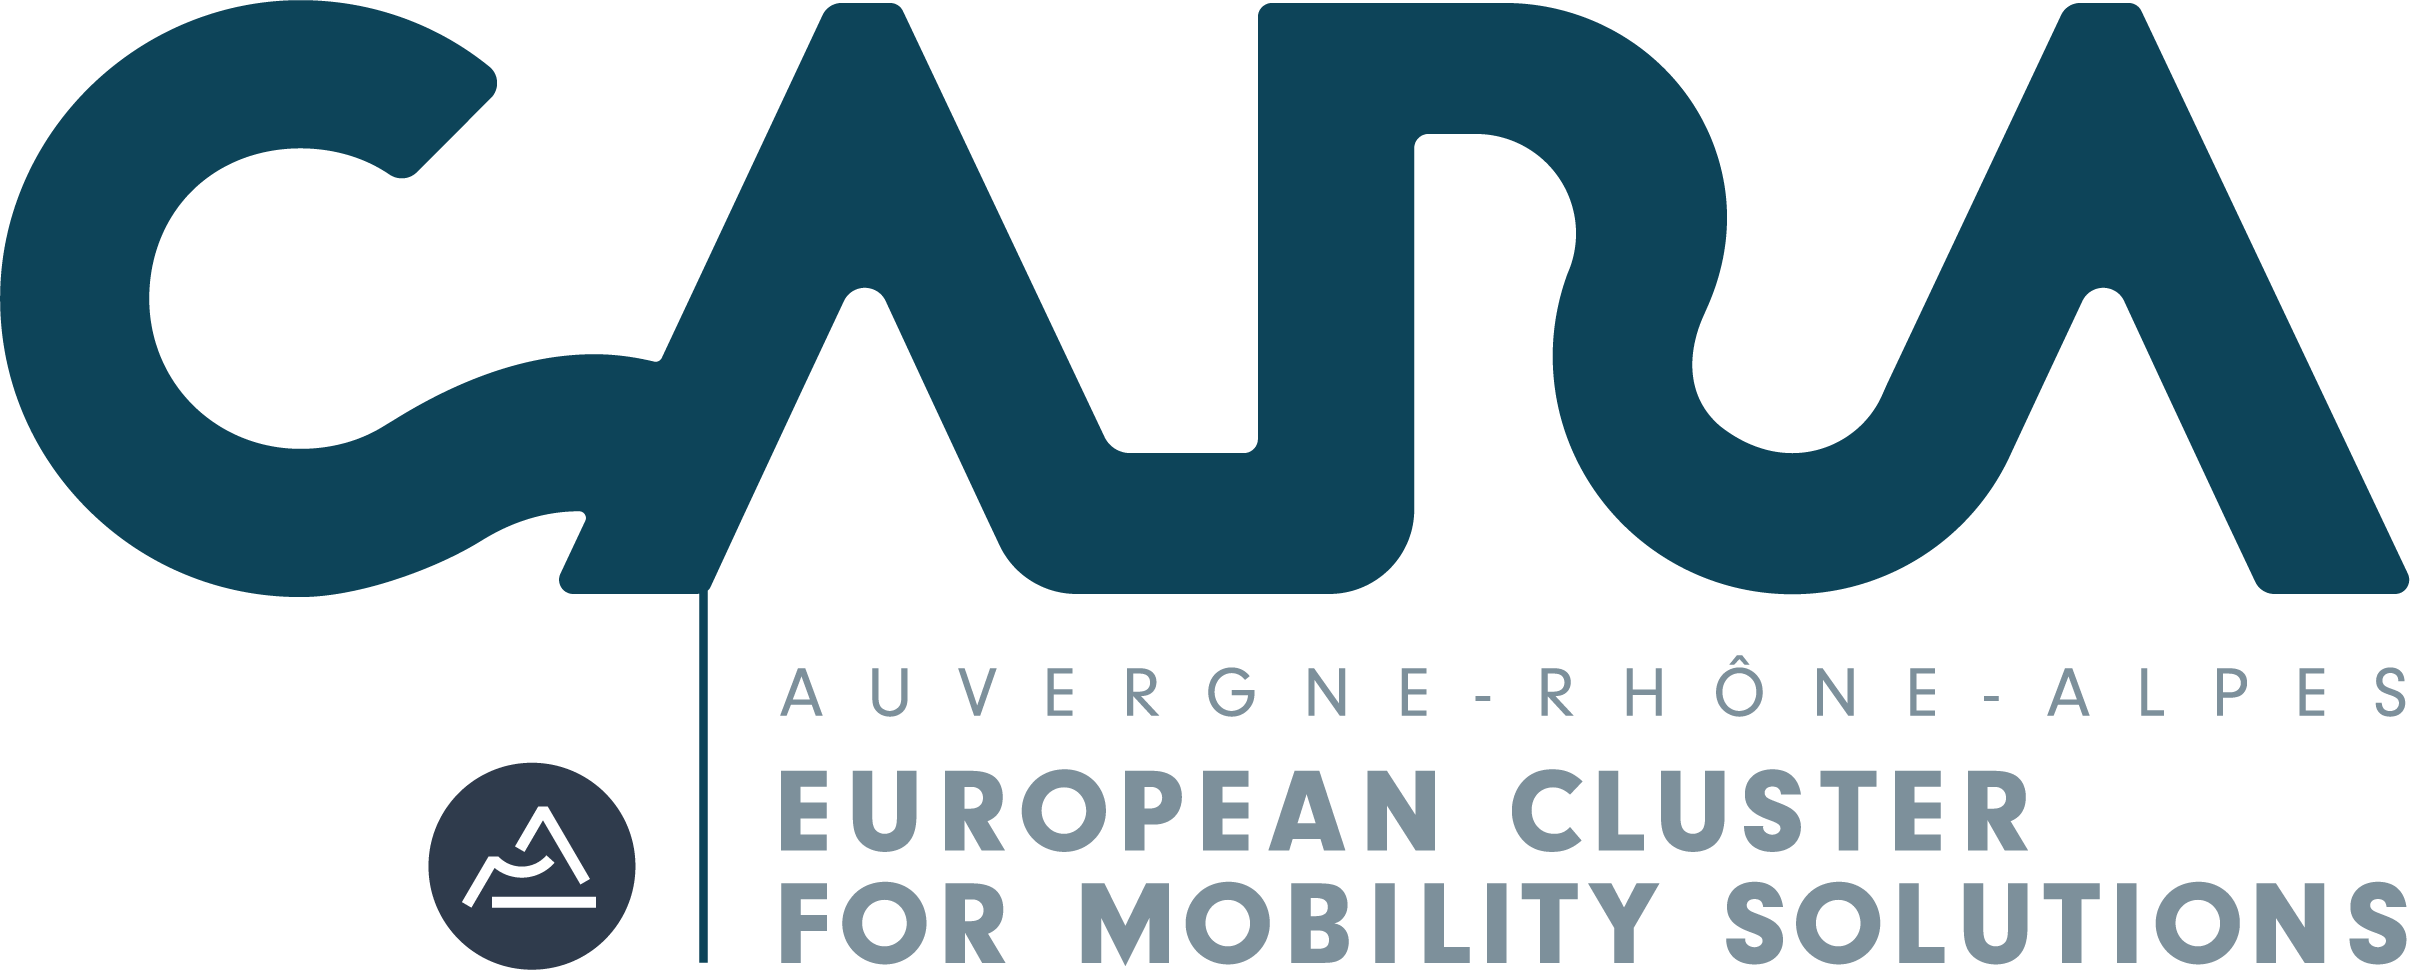 CARA
AUVERGNE-RHÔNE-ALPES
EUROPEAN CLUSTER
FOR MOBILITY SOLUTIONS